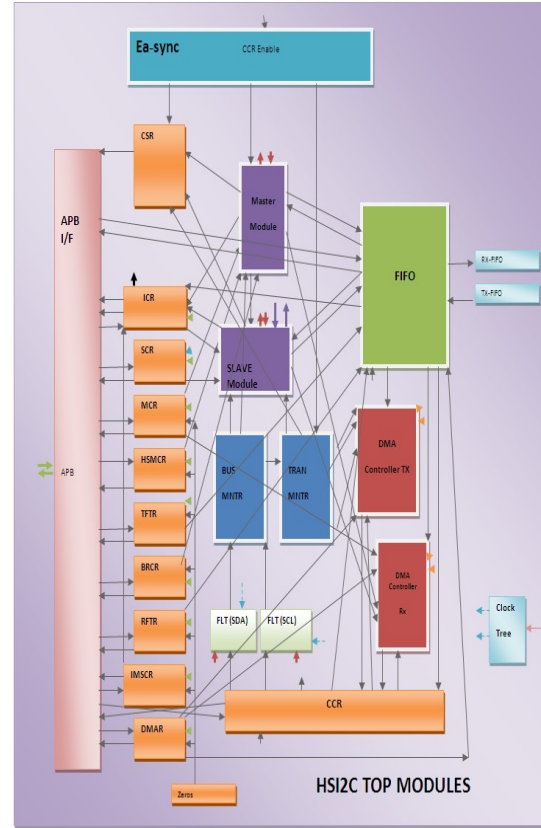 Ea-sync
CCR Enable
CSR
APB
I/F
Master
Module
FIFO
RX-FIFO
TX-FIFO
ICR
SCR
SLAVE
Module
MCR
HSMCR
APB
BUS
MNTR
TRAN
MNTR
DMA
Controller TX
TFTR
BRCR
DMA
Controller
Rx
RFTR
FLT (SDA)
FLT (SCL)
Clock
Tree
IMSCR
CCR
DMAR
Zeros
HSI2C TOP MODULES